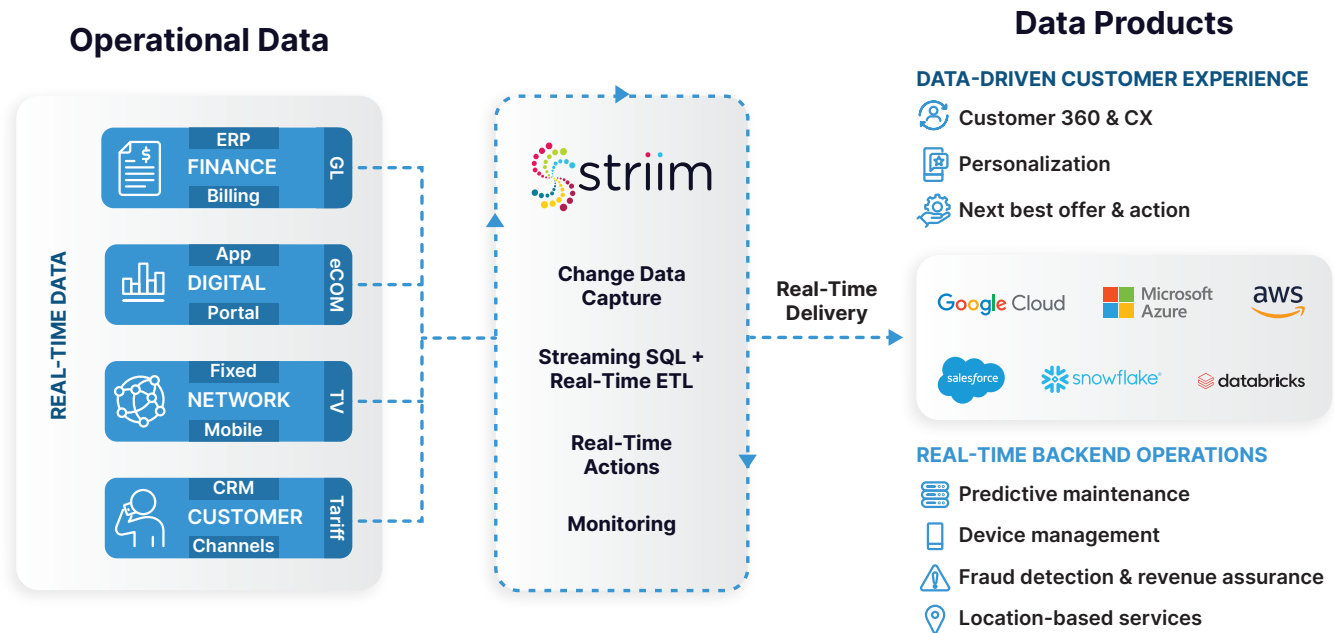 Operational Data
REAL-TIME DATA
ERP
FINANCE
Billing
GL
$
App
DIGITAL
Portal
eCOM
Fixed
NETWORK
Mobile
TV
CRM
CUSTOMER
Channels
Tariff
striim
Change Data
Capture
Streaming SQL +
Real-Time ETL
Real-Time
Actions
Monitoring
Real-Time
Delivery
Data Products
DATA-DRIVEN CUSTOMER EXPERIENCE
Customer 360 & CX
Personalization
Next best offer & action
Google Cloud
Microsoft
Azure
aws
salesforce
snowflake®
databricks
REAL-TIME BACKEND OPERATIONS
Predictive maintenance
Device management
Fraud detection & revenue assurance
Location-based services